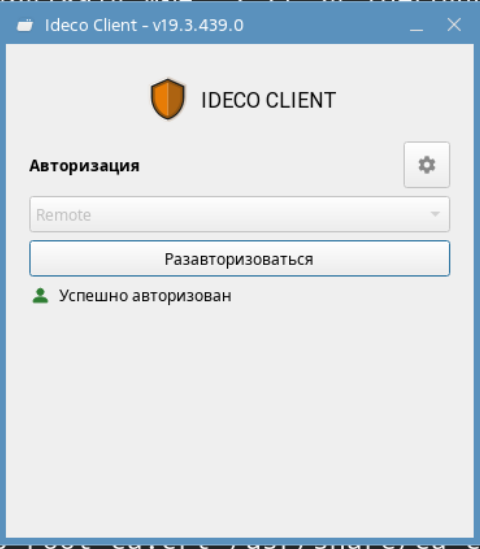 Ideco Client - v19.3.439.0
IDECO CLIENT
Авторизация
Remote
Разавторизоваться
Успешно авторизован